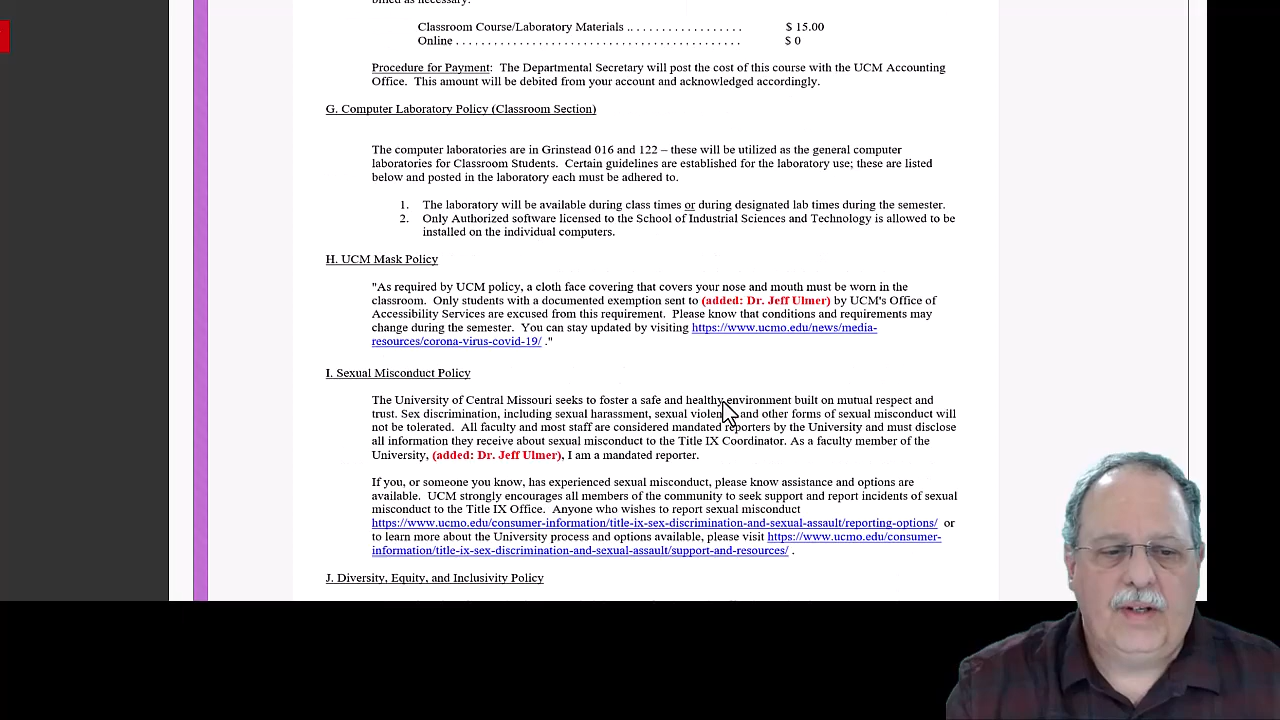 billed as necessary:
Classroom Course/Laboratory Materials .. . . . . . . . . . . . . . . . . . . $ 15.00
Online . . . . . . . . . . . . . . . . . . . . . . . . . . . . . . . . . . . . . . . . . . . . $ 0
Procedure for Payment:  The Departmental Secretary will post the cost of this course with the UCM Accounting
Office.  This amount will be debited from your account and acknowledged accordingly.
G. Computer Laboratory Policy (Classroom Section)
The computer laboratories are in Grinstead 016 and 122 – these will be utilized as the general computer
laboratories for Classroom Students.  Certain guidelines are established for the laboratory use; these are listed
below and posted in the laboratory each must be adhered to.
1. The laboratory will be available during class times or during designated lab times during the semester.
2. Only Authorized software licensed to the School of Industrial Sciences and Technology is allowed to be
installed on the individual computers.
H. UCM Mask Policy
"As required by UCM policy, a cloth face covering that covers your nose and mouth must be worn in the
classroom.  Only students with a documented exemption sent to (added: Dr. Jeff Ulmer) by UCM's Office of
Accessibility Services are excused from this requirement.  Please know that conditions and requirements may
change during the semester.  You can stay updated by visiting https://www.ucmo.edu/news/media-
resources/corona-virus-covid-19/ ."
I. Sexual Misconduct Policy
The University of Central Missouri seeks to foster a safe and healthy environment built on mutual respect and
trust. Sex discrimination, including sexual harassment, sexual violence, and other forms of sexual misconduct will
not be tolerated.  All faculty and most staff are considered mandated reporters by the University and must disclose
all information they receive about sexual misconduct to the Title IX Coordinator. As a faculty member of the
University, (added: Dr. Jeff Ulmer), I am a mandated reporter.
If you, or someone you know, has experienced sexual misconduct, please know assistance and options are
available.  UCM strongly encourages all members of the community to seek support and report incidents of sexual
misconduct to the Title IX Office.  Anyone who wishes to report sexual misconduct
https://www.ucmo.edu/consumer-information/title-ix-sex-discrimination-and-sexual-assault/reporting-options/  or
to learn more about the University process and options available, please visit https://www.ucmo.edu/consumer-
information/title-ix-sex-discrimination-and-sexual-assault/support-and-resources/ .
J. Diversity, Equity, and Inclusivity Policy